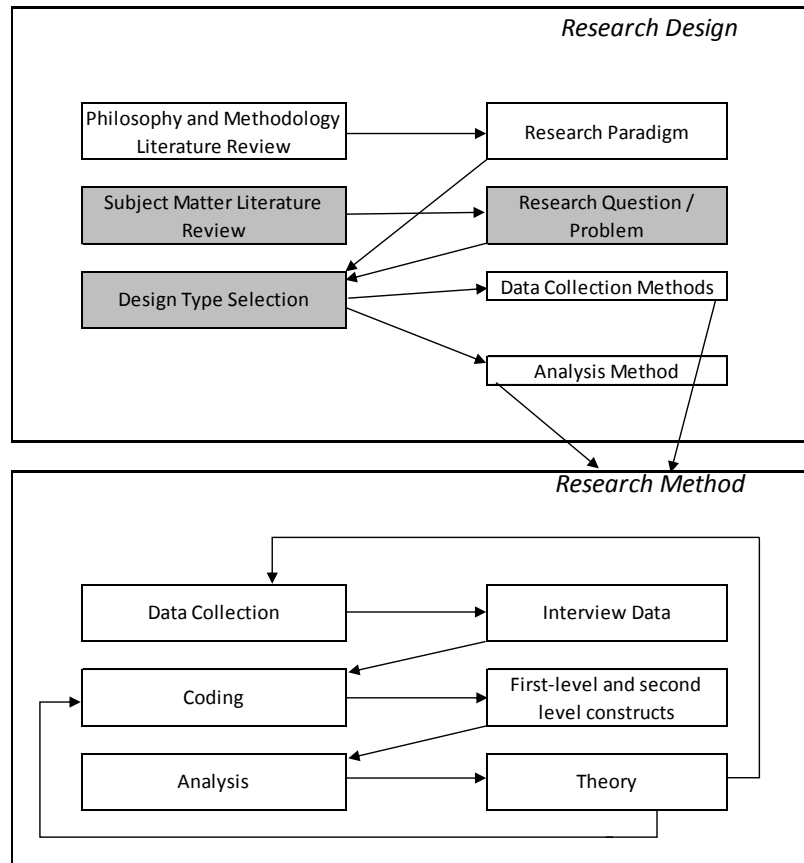 Research Design
Philosophy and Methodology
Literature Review
Research Paradigm
Subject Matter Literature
Review
Research Question /
Problem
Design Type Selection
Data Collection Methods
Analysis Method
Research Method
Data Collection
Interview Data
Coding
First-level and second
level constructs
Analysis
Theory